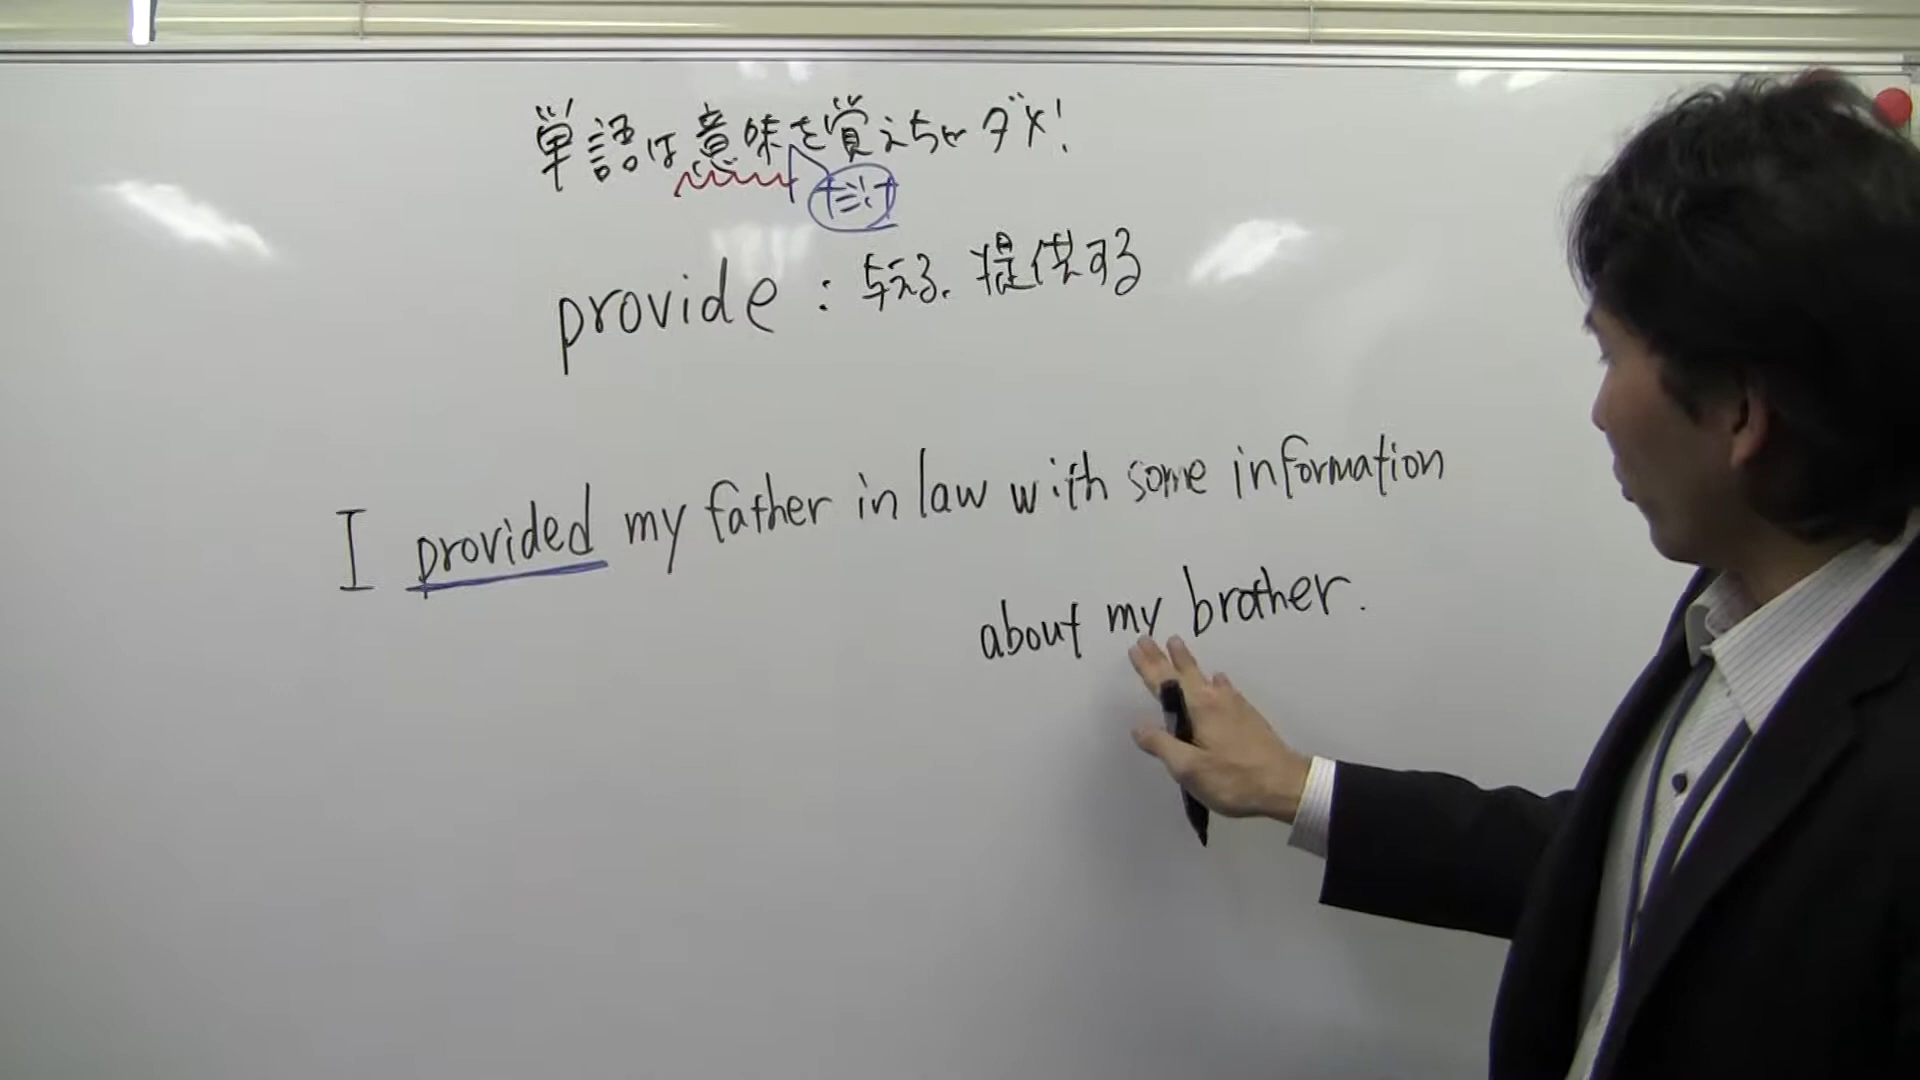 単語は意味を覚えちゃダメ!
だけ
provide : 与える. 提供する
I provided my father in law with some information
about my brother.